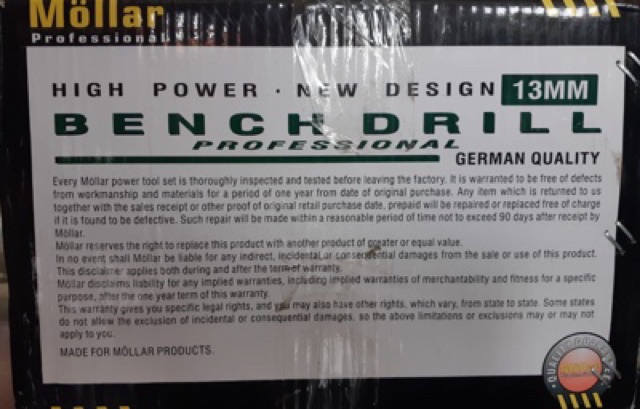 Möllar
Professional
HIGH POWER · NEW DESIGN 13MM
BENCH DRILL
PROFESSIONAL
GERMAN QUALITY
Every Möllar power tool set is thoroughly inspected and tested before leaving the factory. It is warranted to be free of defects
from workmanship and materials for a period of one year from date of original purchase. Any item which is returned to us
together with the sales receipt or other proof of original retail purchase date, prepaid will be repaired or replaced free of charge
if it is found to be defective. Such repair will be made within a reasonable period of time not to exceed 90 days after receipt by
Möllar.
Möllar reserves the right to replace this product with another product of greater or equal value.
In no event shall Möllar be liable for any indirect, incidental or consequential damages from the sale or use of this product.
This disclaimer applies both during and after the term of warranty.
Möllar disclaims liability for any implied warranties, including implied warranties of merchantability and fitness for a specific
purpose, after the one year term of this warranty.
This warranty gives you specific legal rights, and you may also have other rights, which vary, from state to state. Some states
do not allow the exclusion of incidental or consequential damages, so the above limitations or exclusions may or may not
apply to you.
MADE FOR MÖLLAR PRODUCTS.